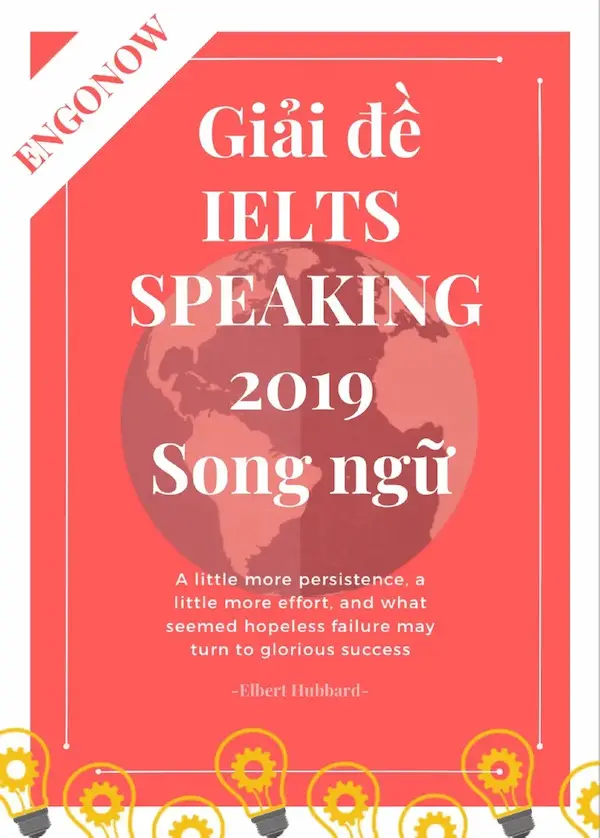 ENGONOW
Giải đề
IELTS
SPEAKING
2019
Song ngữ
A little more persistence, a
little more effort, and what
seemed hopeless failure may
turn to glorious success
-Elbert Hubbard-